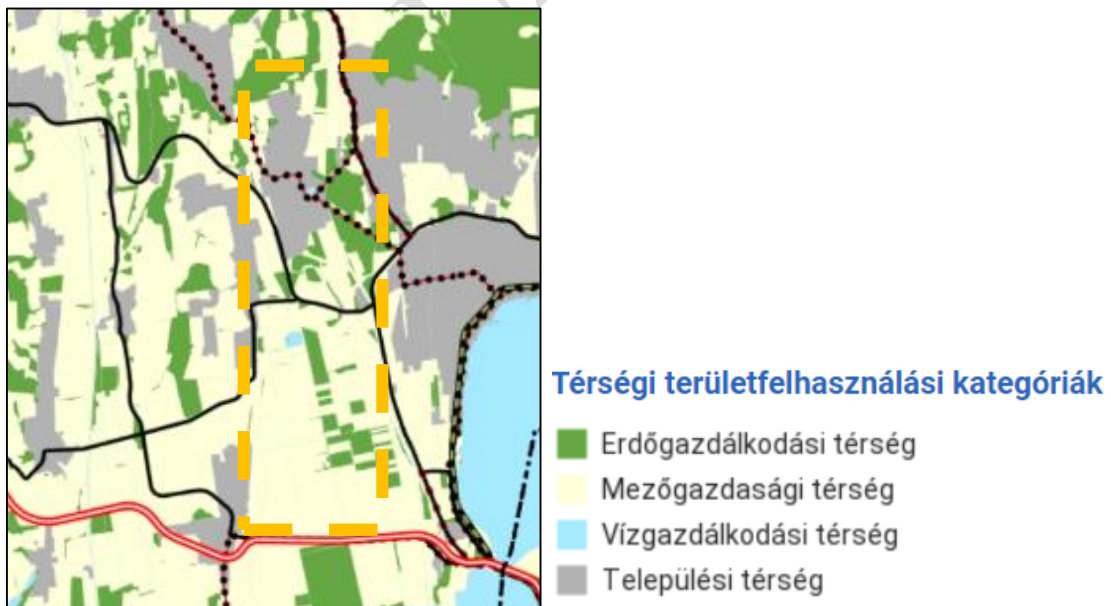 Térségi területfelhasználási kategóriák
Erdőgazdálkodási térség
Mezőgazdasági térség
Vízgazdálkodási térség
Települési térség